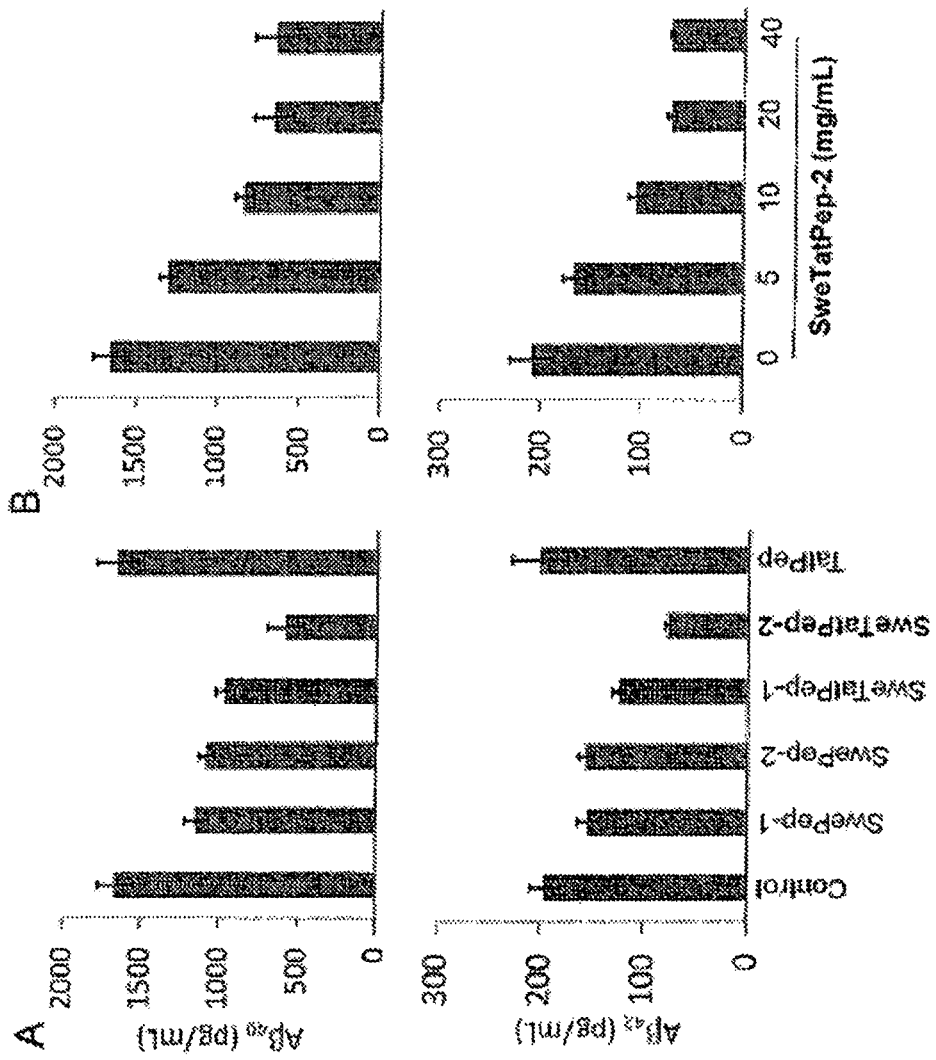 A
Aβ40 (pg/mL)
2000
1500
1000
500
0
Aβ42 (pg/mL)
300
200
100
0
Control
SwePep-1
SwePep-2
SweTatPep-1
SweTatPep-2
TatPep
B
2000
1500
1000
500
0
300
200
100
0
0 5 10 20 40
SweTatPep-2 (mg/mL)